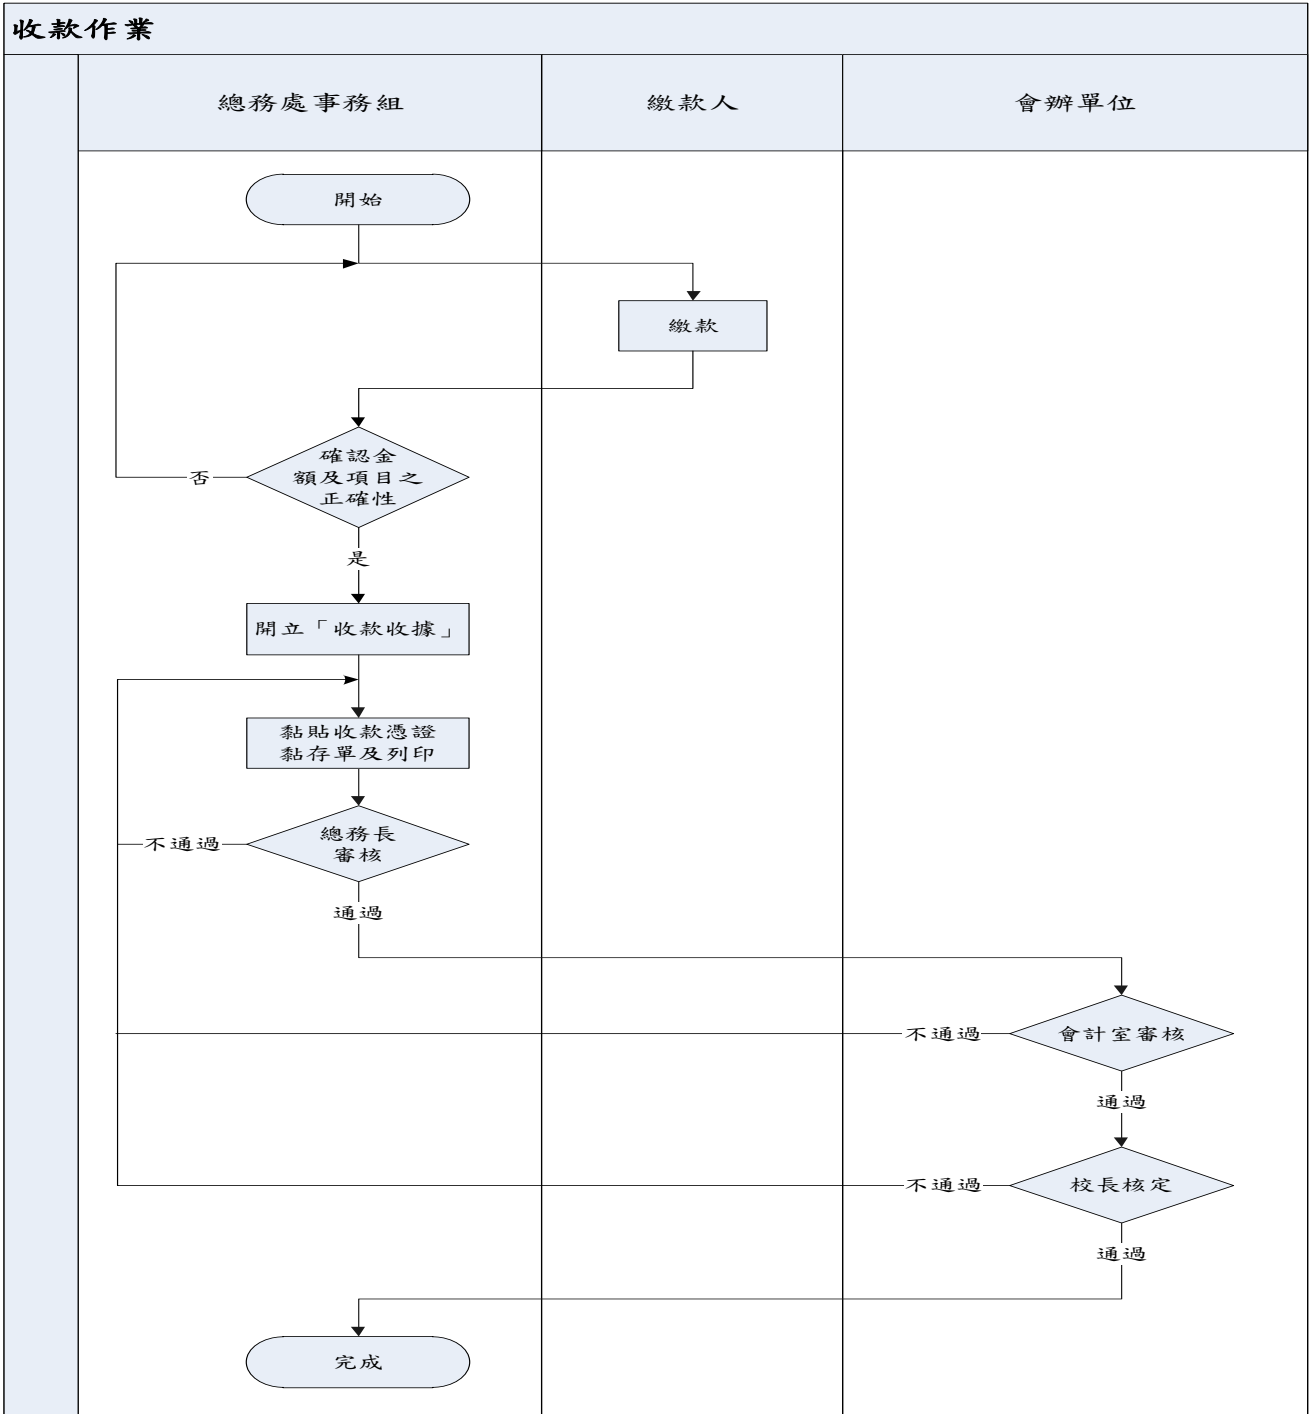 收款作業
總務處事務組
繳款人
會辦單位
開始
繳款
確認金
額及項目之
正確性
否
是
開立「收款收據」
黏貼收款憑證
黏存單及列印
總務長
審核
不通過
通過
會計室審核
不通過
通過
校長核定
不通過
通過
完成